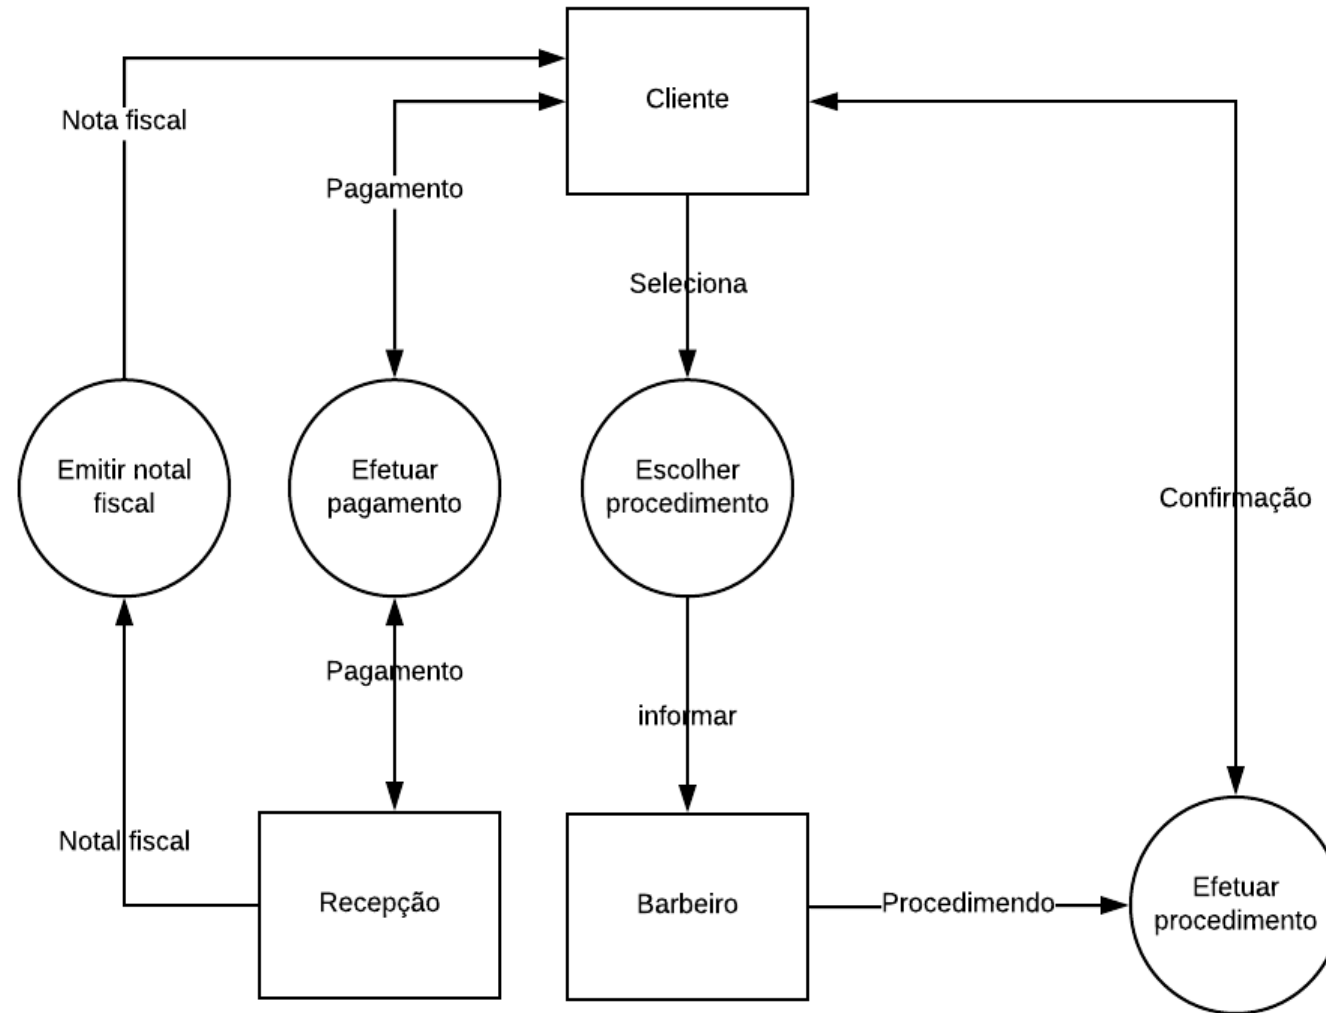 Cliente
Nota fiscal
Pagamento
Seleciona
Emitir notal
fiscal
Efetuar
pagamento
Escolher
procedimento
Confirmação
Pagamento
informar
Notal fiscal
Recepção
Barbeiro
Procedimendo
Efetuar
procedimento